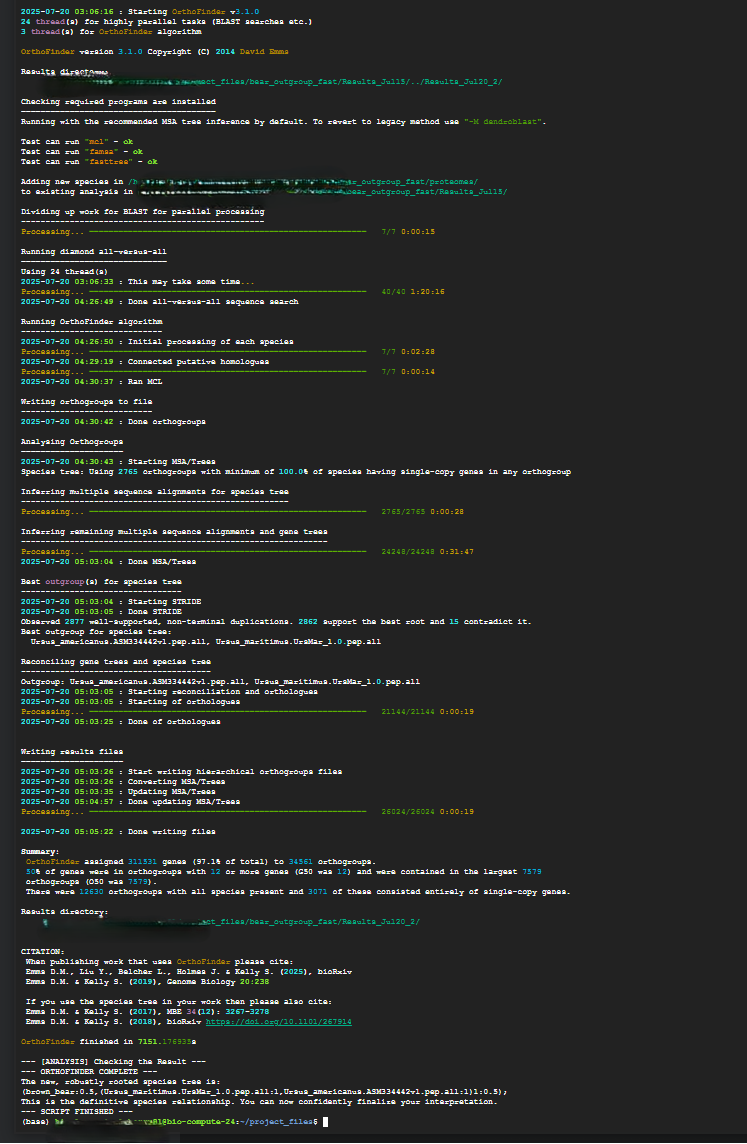 2025-07-20 03:06:16 : Starting OrthoFinder v3.1.0
24 thread(s) for highly parallel tasks (BLAST searches etc.)
3 thread(s) for OrthoFinder algorithm
OrthoFinder version 3.1.0 Copyright (C) 2014 David Emms
Results directory:
ect_files/bear_outgroup_fast/Results_Jul15/../Results_Jul20_2/
Checking required programs are installed
----------------------------------------
Running with the recommended MSA tree inference by default. To revert to legacy method use "-M dendroblast".
Test can run "mcl" - ok
Test can run "famsa" - ok
Test can run "fasttree" - ok
Adding new species in /h ar_outgroup_fast/proteomes/
to existing analysis in bear_outgroup_fast/Results_Jul15/
Dividing up work for BLAST for parallel processing
--------------------------------------------------
Processing... 7/7 0:00:15
Running diamond all-versus-all
------------------------------
Using 24 thread(s)
2025-07-20 03:06:33 : This may take some time...
Processing... 40/40 1:20:16
2025-07-20 04:26:49 : Done all-versus-all sequence search
Running OrthoFinder algorithm
-----------------------------
2025-07-20 04:26:50 : Initial processing of each species
Processing... 7/7 0:02:28
2025-07-20 04:29:19 : Connected putative homologues
Processing... 7/7 0:00:14
2025-07-20 04:30:37 : Ran MCL
Writing orthogroups to file
---------------------------
2025-07-20 04:30:42 : Done orthogroups
Analysing Orthogroups
---------------------
2025-07-20 04:30:43 : Starting MSA/Trees
Species tree: Using 2765 orthogroups with minimum of 100.0% of species having single-copy genes in any orthogroup
Inferring multiple sequence alignments for species tree
-------------------------------------------------------
Processing... 2765/2765 0:00:28
Inferring remaining multiple sequence alignments and gene trees
---------------------------------------------------------------
Processing... 24248/24248 0:31:47
2025-07-20 05:03:04 : Done MSA/Trees
Best outgroup(s) for species tree
---------------------------------
2025-07-20 05:03:04 : Starting STRIDE
2025-07-20 05:03:05 : Done STRIDE
Observed 2877 well-supported, non-terminal duplications. 2862 support the best root and 15 contradict it.
Best outgroup for species tree:
Ursus_americanus.ASM334442v1.pep.all, Ursus_maritimus.UrsMar_1.0.pep.all
Reconciling gene trees and species tree
---------------------------------------
Outgroup: Ursus_americanus.ASM334442v1.pep.all, Ursus_maritimus.UrsMar_1.0.pep.all
2025-07-20 05:03:05 : Starting reconciliation and orthologues
2025-07-20 05:03:05 : Starting of orthologues
Processing... 21144/21144 0:00:19
2025-07-20 05:03:25 : Done of orthologues
Writing results files
---------------------
2025-07-20 05:03:26 : Start writing hierarchical orthogroups files
2025-07-20 05:03:26 : Converting MSA/Trees
2025-07-20 05:03:35 : Updating MSA/Trees
2025-07-20 05:04:57 : Done updating MSA/Trees
Processing... 26024/26024 0:00:19
2025-07-20 05:05:22 : Done writing files
Summary:
OrthoFinder assigned 311531 genes (97.1% of total) to 34561 orthogroups.
50% of genes were in orthogroups with 12 or more genes (G50 was 12) and were contained in the largest 7579
orthogroups (O50 was 7579).
There were 12630 orthogroups with all species present and 3071 of these consisted entirely of single-copy genes.
Results directory:
ct_files/bear_outgroup_fast/Results_Jul20_2/
CITATION:
When publishing work that uses OrthoFinder please cite:
Emms D.M., Liu Y., Belcher L., Holmes J. & Kelly S. (2025), bioRxiv
Emms D.M. & Kelly S. (2019), Genome Biology 20:238
If you use the species tree in your work then please also cite:
Emms D.M. & Kelly S. (2017), MBE 34(12): 3267-3278
Emms D.M. & Kelly S. (2018), bioRxiv https://doi.org/10.1101/267914
OrthoFinder finished in 7151.176935s
--- [ANALYSIS] Checking the Result ---
--- ORTHOFINDER COMPLETE ---
The new, robustly rooted species tree is:
(brown_bear:0.5,(Ursus_maritimus.UrsMar_1.0.pep.all:1,Ursus_americanus.ASM334442v1.pep.all:1)1:0.5);
This is the definitive species relationship. You can now confidently finalize your interpretation.
--- SCRIPT FINISHED ---
(base) @bio-compute-24:~/project_files$